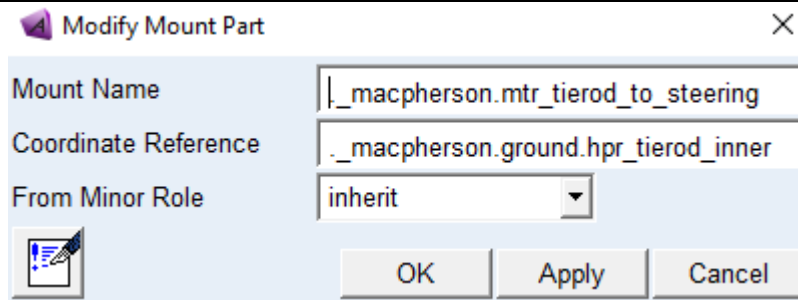 Modify Mount Part
Mount Name ._macpherson.mtr_tierod_to_steering
Coordinate Reference ._macpherson.ground.hpr_tierod_inner
From Minor Role inherit
OK Apply Cancel